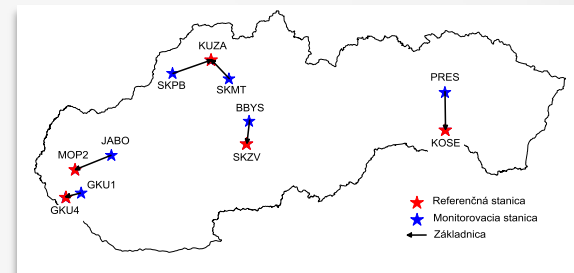 KUZA
SKPB
SKMT
PRES
BBYS
KOSE
SKZV
JABO
MOP2
GKU1
GKU4
Referenčná stanica
Monitorovacia stanica
Základnica